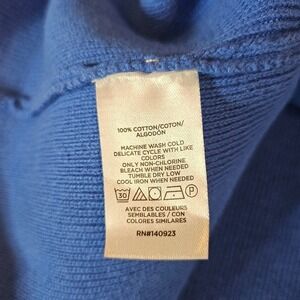 100% COTTON/COTON/
ALGODÓN
MACHINE WASH COLD
DELICATE CYCLE WITH LIKE
COLORS
ONLY NON-CHLORINE
BLEACH WHEN NEEDED
TUMBLE DRY LOW
COOL IRON WHEN NEEDED
30 P
AVEC DES COULEURS
SEMBLABLES / CON
COLORES SIMILARES
RN#140923